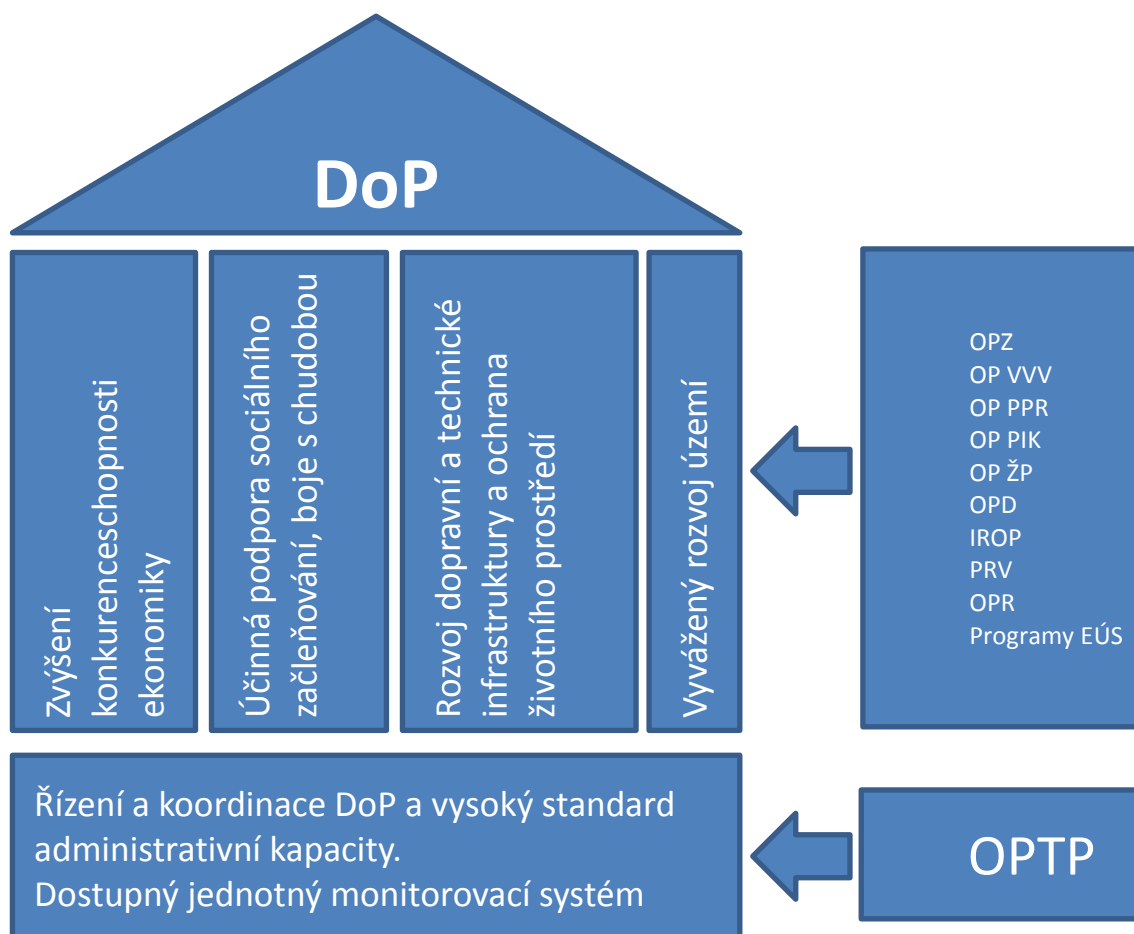 DoP
Zvýšení
konkurenceschopnosti
ekonomiky
Účinná podpora sociálního
začleňování, boje s chudobou
Rozvoj dopravní a technické
infrastruktury a ochrana
životního prostředí
Vyvážený rozvoj území
OPZ
OP VVV
OP PPR
OP PIK
OP ŽP
OPD
IROP
PRV
OPR
Programy EÚS
Řízení a koordinace DoP a vysoký standard
administrativní kapacity.
Dostupný jednotný monitorovací systém
OPTP